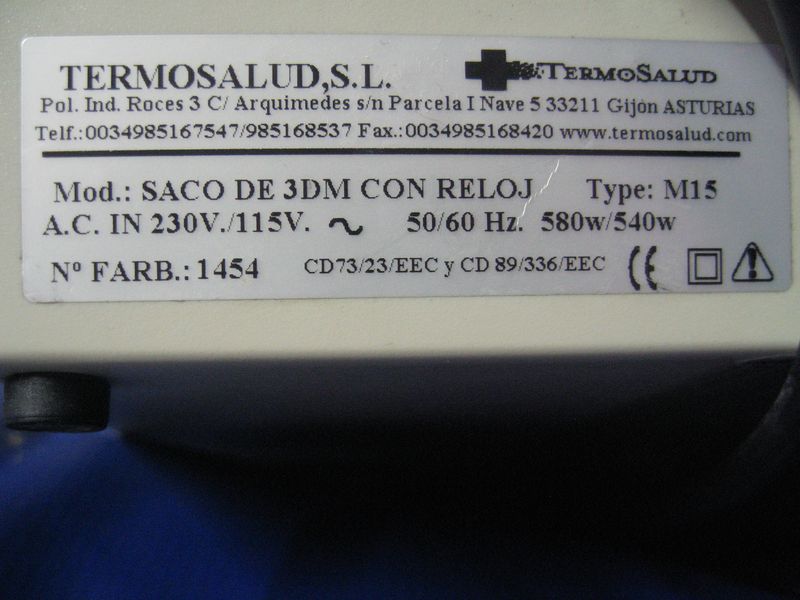 TERMOSALUD,S.L.
TERMOSALUD
Pol. Ind. Roces 3 C/ Arquimedes s/n Parcela I Nave 5 33211 Gijón ASTURIAS
Telf.:0034985167547/985168537 Fax.:0034985168420 www.termosalud.com
Mod.: SACO DE 3DM CON RELOJ Type: M15
A.C. IN 230V./115V. ~ 50/60 Hz. 580w/540w
Nº FARB.: 1454 CD73/23/EEC y CD 89/336/EEC CE